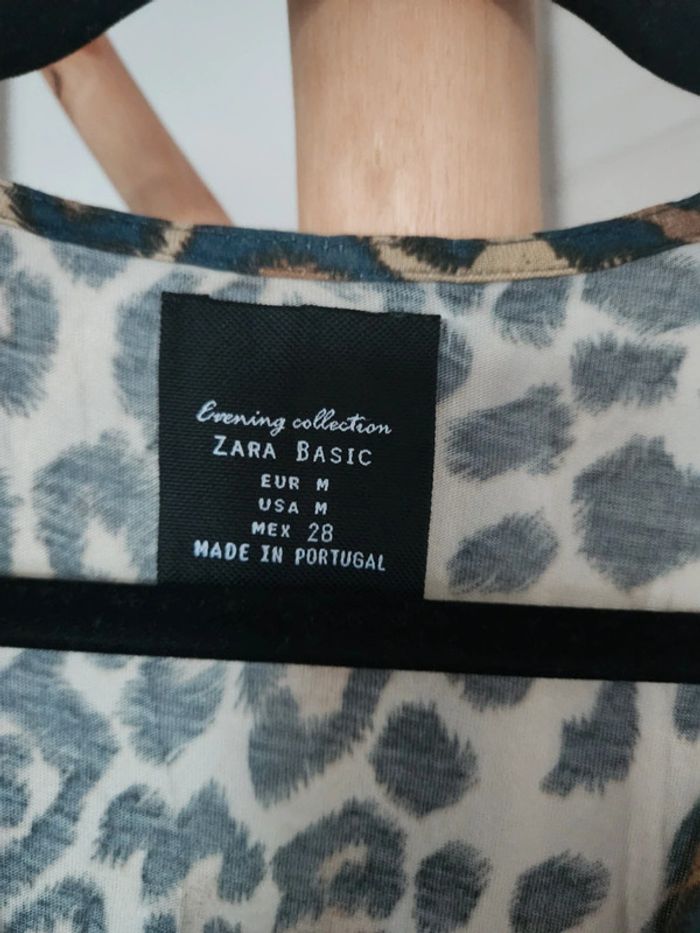 Evening collection
ZARA BASIC
EUR M
USA M
MEX 28
MADE IN PORTUGAL